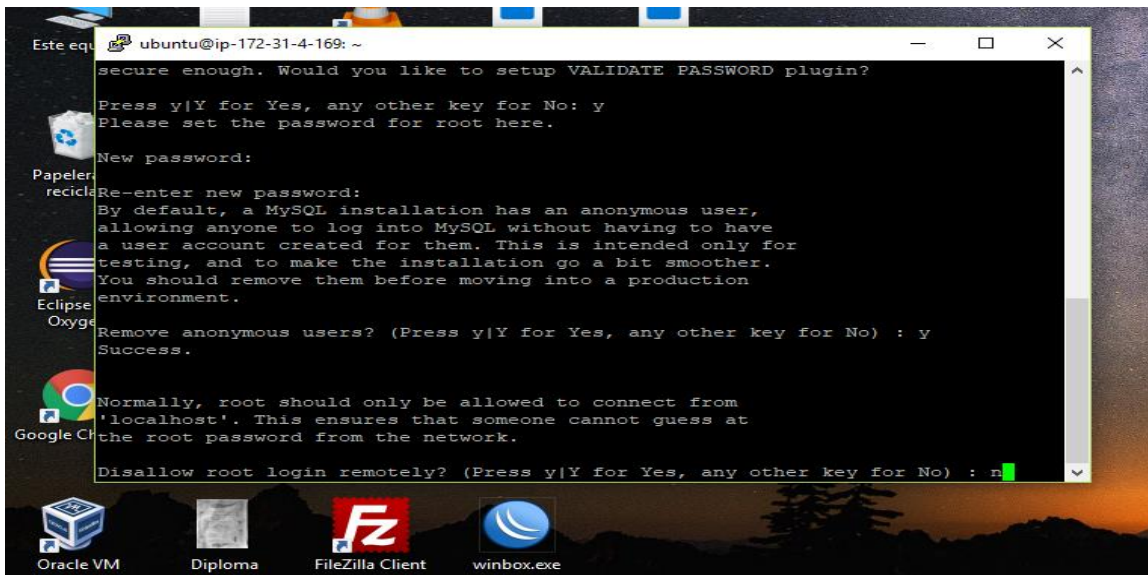 Este equ
ubuntu@ip-172-31-4-169: ~
secure enough. Would you like to setup VALIDATE PASSWORD plugin?
Press y|Y for Yes, any other key for No: y
Please set the password for root here.
New password:
Papeler
recicla
Re-enter new password:
By default, a MySQL installation has an anonymous user,
allowing anyone to log into MySQL without having to have
a user account created for them. This is intended only for
testing, and to make the installation go a bit smoother.
You should remove them before moving into a production
environment.
Eclipse
Oxyge
Remove anonymous users? (Press y|Y for Yes, any other key for No) : y
Success.
Normally, root should only be allowed to connect from
'localhost'. This ensures that someone cannot guess at
the root password from the network.
Google Ch
Disallow root login remotely? (Press y|Y for Yes, any other key for No) : n
Oracle VM
Diploma
FileZilla Client
winbox.exe